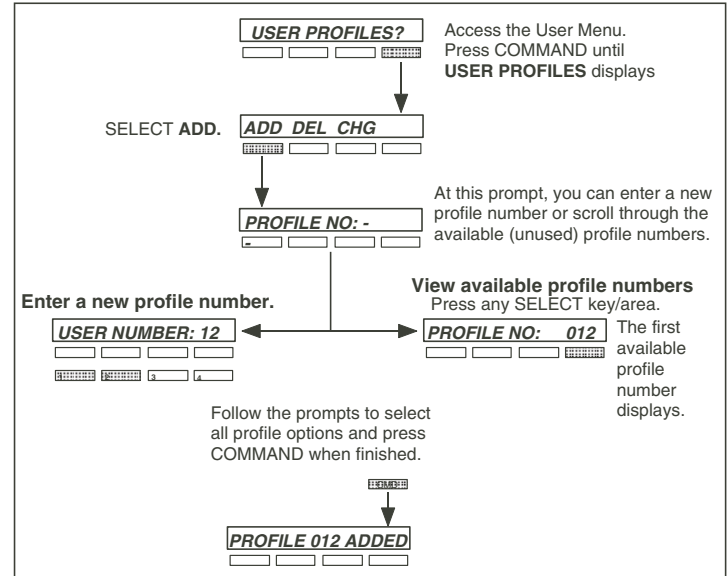 USER PROFILES?
Access the User Menu.
Press COMMAND until
USER PROFILES displays
SELECT ADD.
ADD DEL CHG
PROFILE NO: -
-
At this prompt, you can enter a new
profile number or scroll through the
available (unused) profile numbers.
Enter a new profile number.
USER NUMBER: 12
1 2 3 4
View available profile numbers
Press any SELECT key/area.
PROFILE NO: 012
The first
available
profile
number
displays.
Follow the prompts to select
all profile options and press
COMMAND when finished.
CMD
PROFILE 012 ADDED